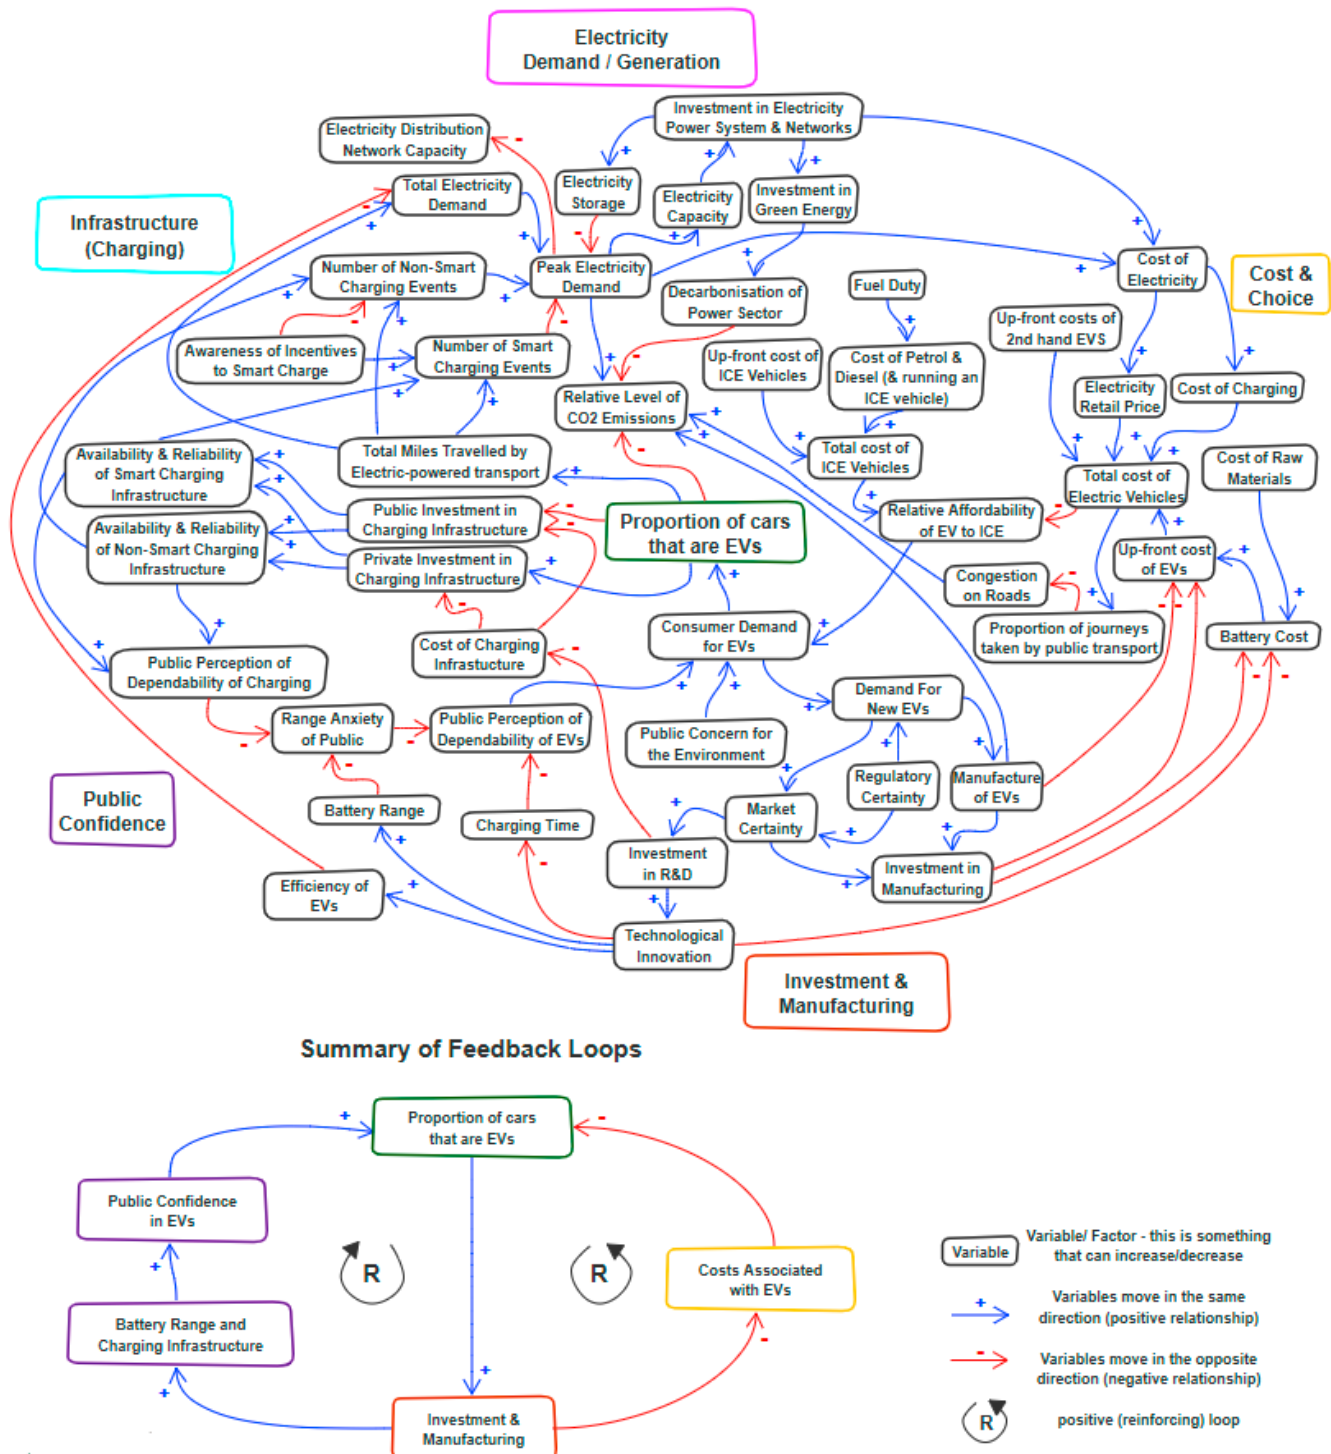 Electricity
Demand / Generation
Investment in Electricity
Power System & Networks
Electricity Distribution
Network Capacity
Total Electricity
Demand
Electricity
Storage
Electricity
Capacity
Investment in
Green Energy
Infrastructure
(Charging)
Number of Non-Smart
Charging Events
Peak Electricity
Demand
Decarbonisation of
Power Sector
Fuel Duty
Cost of
Electricity
Cost &
Choice
Awareness of Incentives
to Smart Charge
Number of Smart
Charging Events
Up-front cost of
ICE Vehicles
Cost of Petrol &
Diesel (& running an
ICE vehicle)
Up-front costs of
2nd hand EVS
Relative Level of
CO2 Emissions
Electricity
Retail Price
Cost of Charging
Availability & Reliability
of Smart Charging
Infrastructure
Total Miles Travelled by
Electric-powered transport
Total cost of
ICE Vehicles
Total cost of
Electric Vehicles
Cost of Raw
Materials
Public Investment in
Charging Infrastructure
Proportion of cars
that are EVs
Relative Affordability
of EV to ICE
Availability & Reliability
of Non-Smart Charging
Infrastructure
Private Investment in
Charging Infrastructure
Congestion
on Roads
Up-front cost
of EVs
Cost of Charging
Infrastucture
Consumer Demand
for EVs
Proportion of journeys
taken by public transport
Battery Cost
Public Perception of
Dependability of Charging
Range Anxiety
of Public
Public Perception of
Dependability of EVs
Public Concern for
the Environment
Demand For
New EVs
Public
Confidence
Battery Range
Charging Time
Market
Certainty
Regulatory
Certainty
Manufacture
of EVs
Efficiency of
EVs
Investment
in R&D
Investment in
Manufacturing
Technological
Innovation
Investment &
Manufacturing
Summary of Feedback Loops
Proportion of cars
that are EVs
Public Confidence
in EVs
R
R
Costs Associated
with EVs
Battery Range and
Charging Infrastructure
Investment &
Manufacturing
Variable
Variable/ Factor - this is something
that can increase/decrease
+
Variables move in the same
direction (positive relationship)
-
Variables move in the opposite
direction (negative relationship)
R
positive (reinforcing) loop